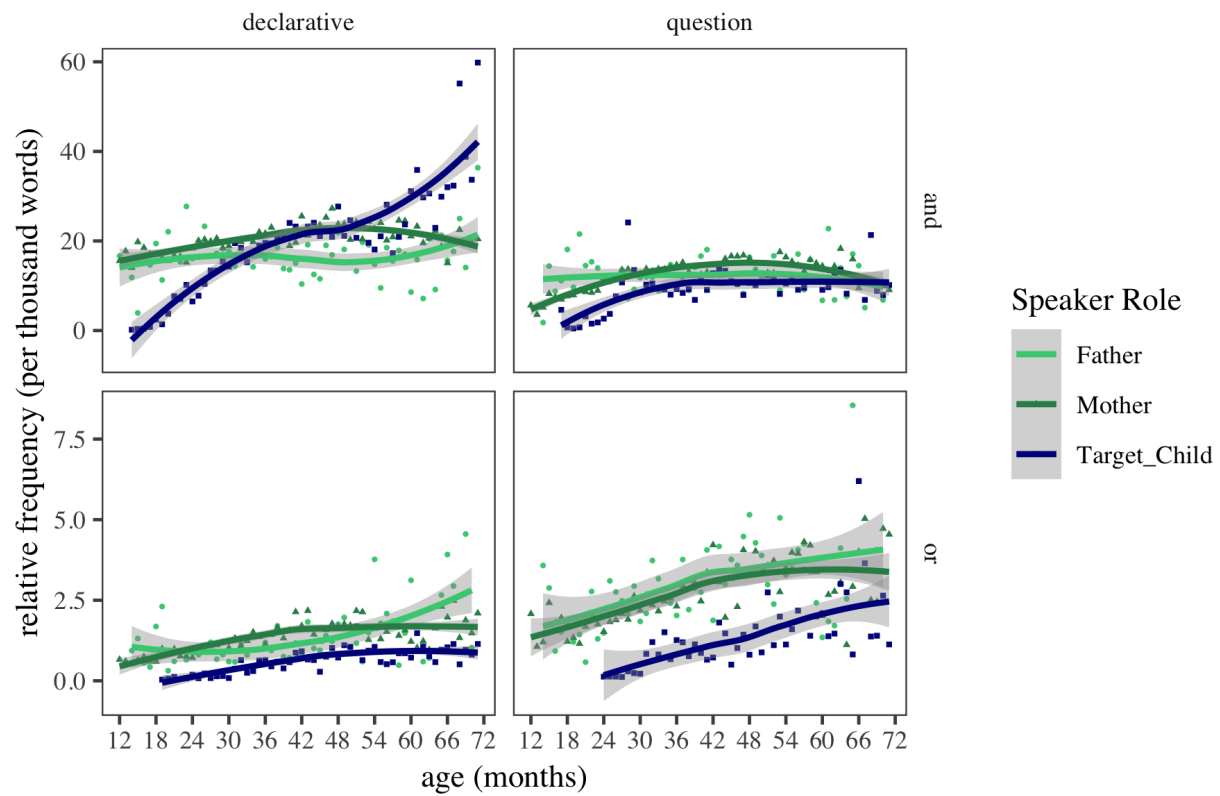 declarative
question
60
40
20
0
and
7.5
5.0
2.5
0.0
or
relative frequency (per thousand words)
12 18 24 30 36 42 48 54 60 66 72
12 18 24 30 36 42 48 54 60 66 72
age (months)
Speaker Role
Father
Mother
Target_Child